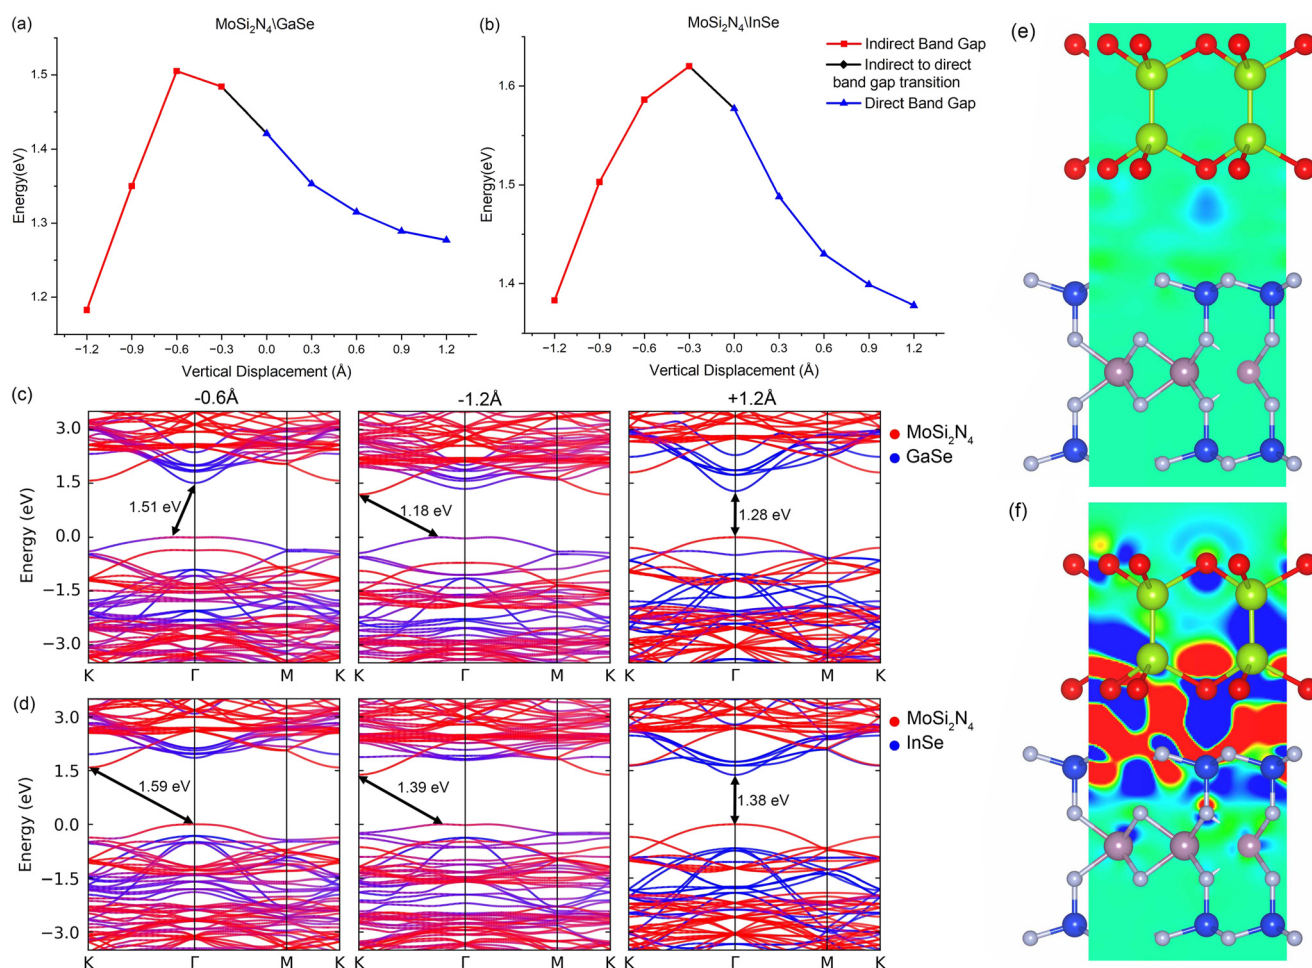 (a)
MoSi₂N₄\GaSe
Energy(eV)
1.5
1.4
1.3
1.2
−1.2 −0.9 −0.6 −0.3 0.0 0.3 0.6 0.9 1.2
Vertical Displacement (Å)
(b)
MoSi₂N₄\InSe
Indirect Band Gap
Indirect to direct
band gap transition
Direct Band Gap
Energy(eV)
1.6
1.5
1.4
−1.2 −0.9 −0.6 −0.3 0.0 0.3 0.6 0.9 1.2
Vertical Displacement (Å)
(c)
-0.6Å
-1.2Å
+1.2Å
Energy (eV)
3.0
1.5
0.0
−1.5
−3.0
1.51 eV
1.18 eV
1.28 eV
MoSi₂N₄
GaSe
K Γ M K
K Γ M K
K Γ M K
(d)
Energy (eV)
3.0
1.5
0.0
−1.5
−3.0
1.59 eV
1.39 eV
1.38 eV
MoSi₂N₄
InSe
K Γ M K
K Γ M K
K Γ M K
(e)
(f)